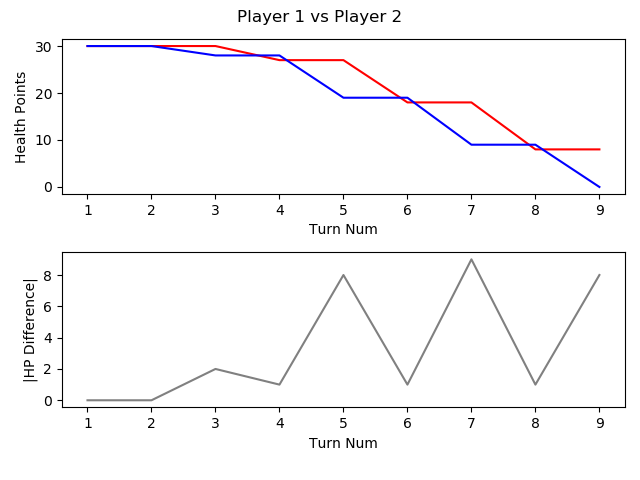 Player 1 vs Player 2
Health Points
30
20
10
0
1 2 3 4 5 6 7 8 9
Turn Num
|HP Difference|
8
6
4
2
0
1 2 3 4 5 6 7 8 9
Turn Num